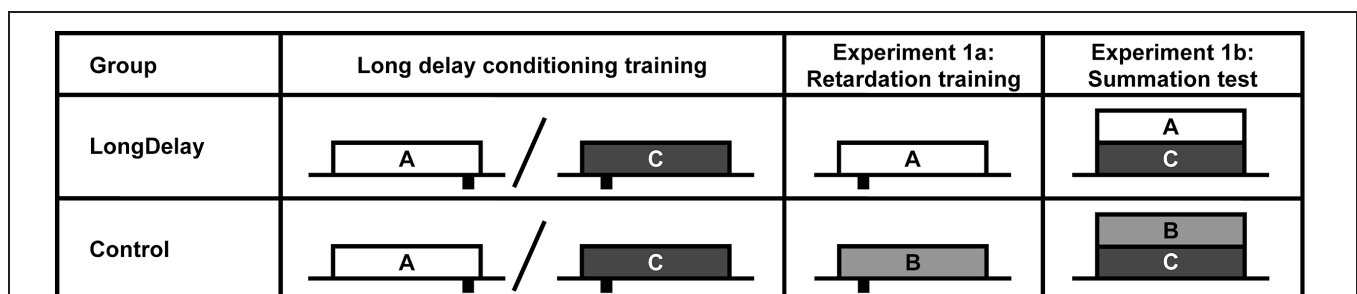 Group
Long delay conditioning training
Experiment 1a:
Retardation training
Experiment 1b:
Summation test
LongDelay
A
C
A
A
C
Control
A
C
B
B
C